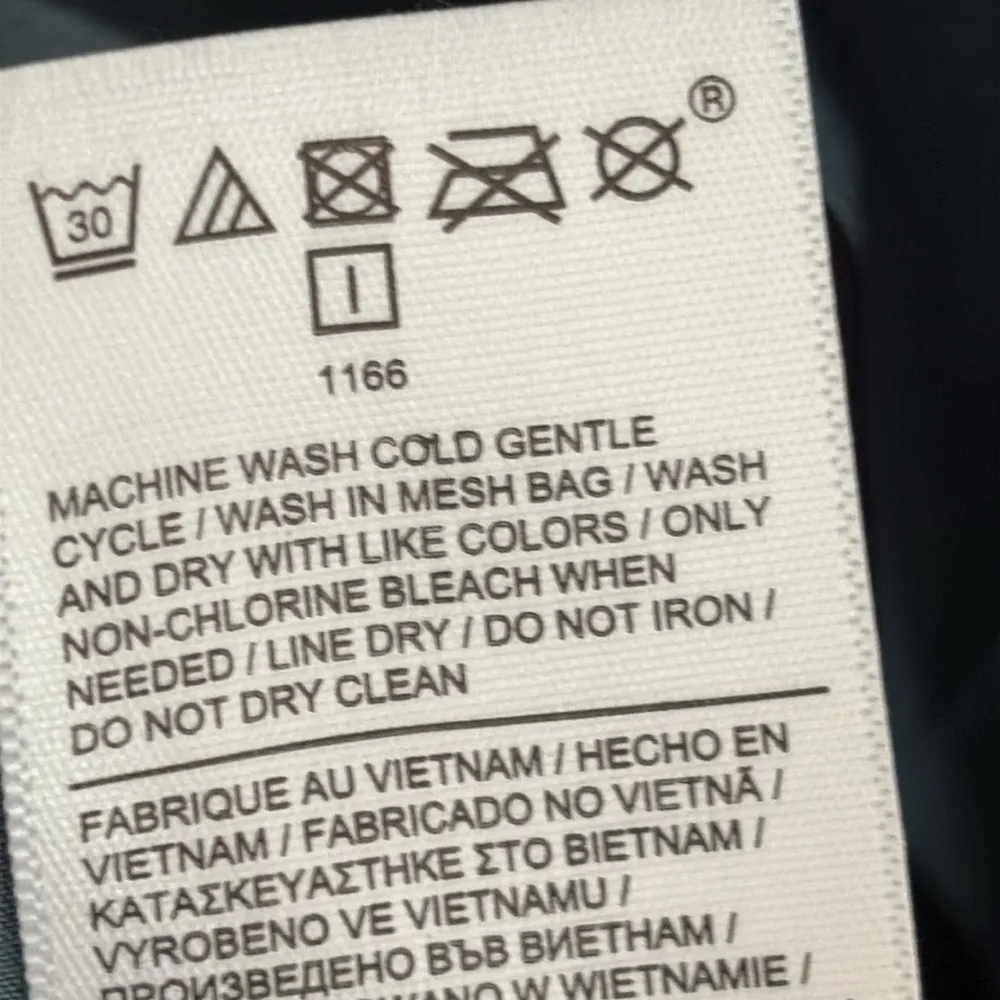 ®
30
1166
MACHINE WASH COLD GENTLE
CYCLE / WASH IN MESH BAG / WASH
AND DRY WITH LIKE COLORS / ONLY
NON-CHLORINE BLEACH WHEN
NEEDED / LINE DRY / DO NOT IRON /
DO NOT DRY CLEAN
FABRIQUE AU VIETNAM / HECHO EN
VIETNAM / FABRICADO NO VIETNÃ /
ΚΑΤΑΣΚΕΥΑΣΤΗΚΕ ΣΤΟ ΒΙΕΤΝΑΜ /
VYROBENO VE VIETNAMU /
ПРОИЗВЕДЕНО ВЪВ ВИЕТНАМ /
W WIETNAMIE /